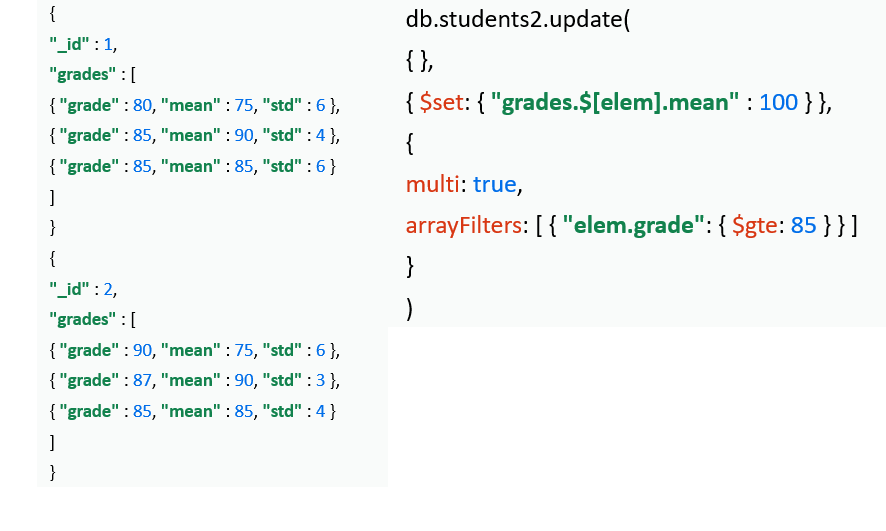 {
"_id" : 1,
"grades" : [
{ "grade" : 80, "mean" : 75, "std" : 6 },
{ "grade" : 85, "mean" : 90, "std" : 4 },
{ "grade" : 85, "mean" : 85, "std" : 6 }
]
}
{
"_id" : 2,
"grades" : [
{ "grade" : 90, "mean" : 75, "std" : 6 },
{ "grade" : 87, "mean" : 90, "std" : 3 },
{ "grade" : 85, "mean" : 85, "std" : 4 }
]
}
db.students2.update(
{ },
{ $set: { "grades.$[elem].mean" : 100 } },
{
multi: true,
arrayFilters: [ { "elem.grade": { $gte: 85 } } ]
}
)